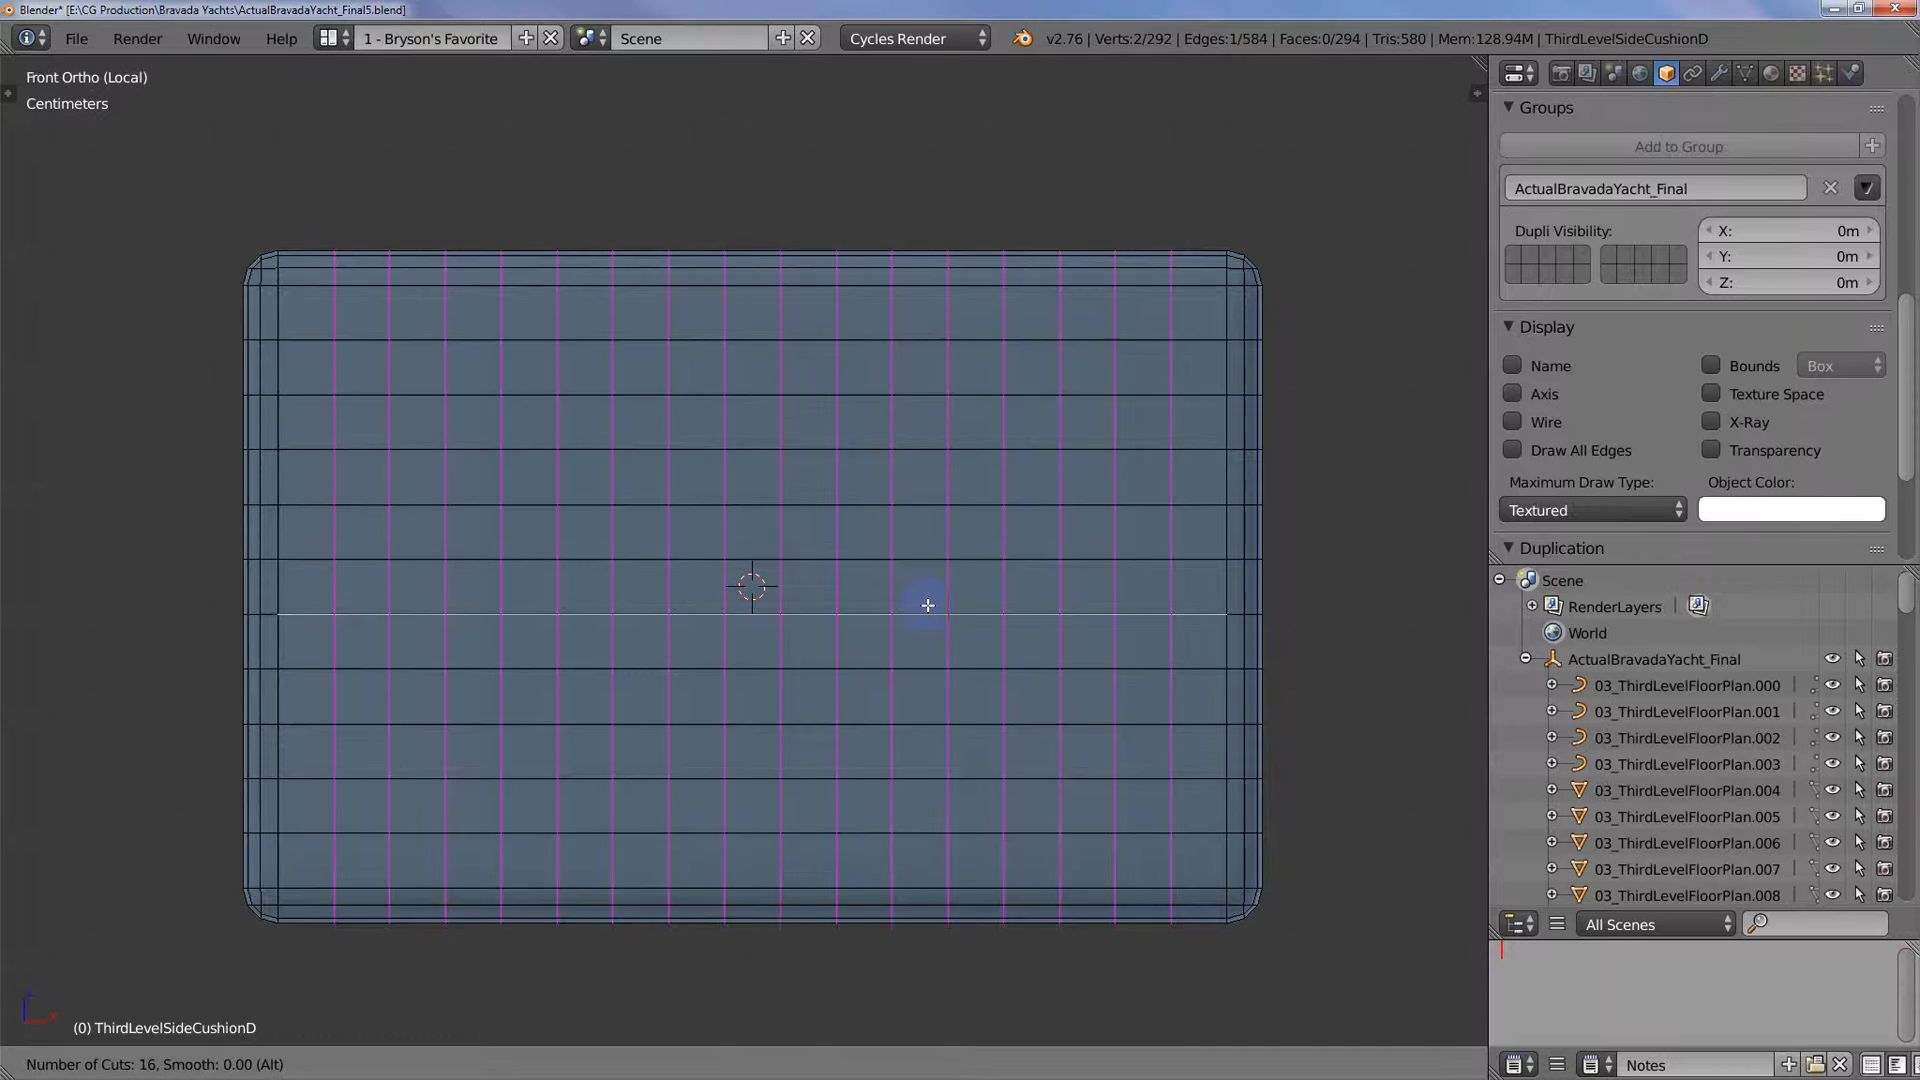 Blender* [E:\CG Production\Bravada Yachts\ActualBravadaYacht_Final5.blend]
File Render Window Help 1 - Bryson's Favorite Scene Cycles Render v2.76 | Verts:2/292 | Edges:1/584 | Faces:0/294 | Tris:580 | Mem:128.94M | ThirdLevelSideCushionD
Front Ortho (Local)
Centimeters
Groups
Add to Group
ActualBravadaYacht_Final
Dupli Visibility:
X: 0m
Y: 0m
Z: 0m
Display
Name
Bounds
Box
Axis
Texture Space
Wire
X-Ray
Draw All Edges
Transparency
Maximum Draw Type:
Object Color:
Textured
Duplication
Scene
RenderLayers |
World
ActualBravadaYacht_Final
03_ThirdLevelFloorPlan.000
03_ThirdLevelFloorPlan.001
03_ThirdLevelFloorPlan.002
03_ThirdLevelFloorPlan.003
03_ThirdLevelFloorPlan.004
03_ThirdLevelFloorPlan.005
03_ThirdLevelFloorPlan.006
03_ThirdLevelFloorPlan.007
03_ThirdLevelFloorPlan.008
All Scenes
(0) ThirdLevelSideCushionD
Number of Cuts: 16, Smooth: 0.00 (Alt)
Notes